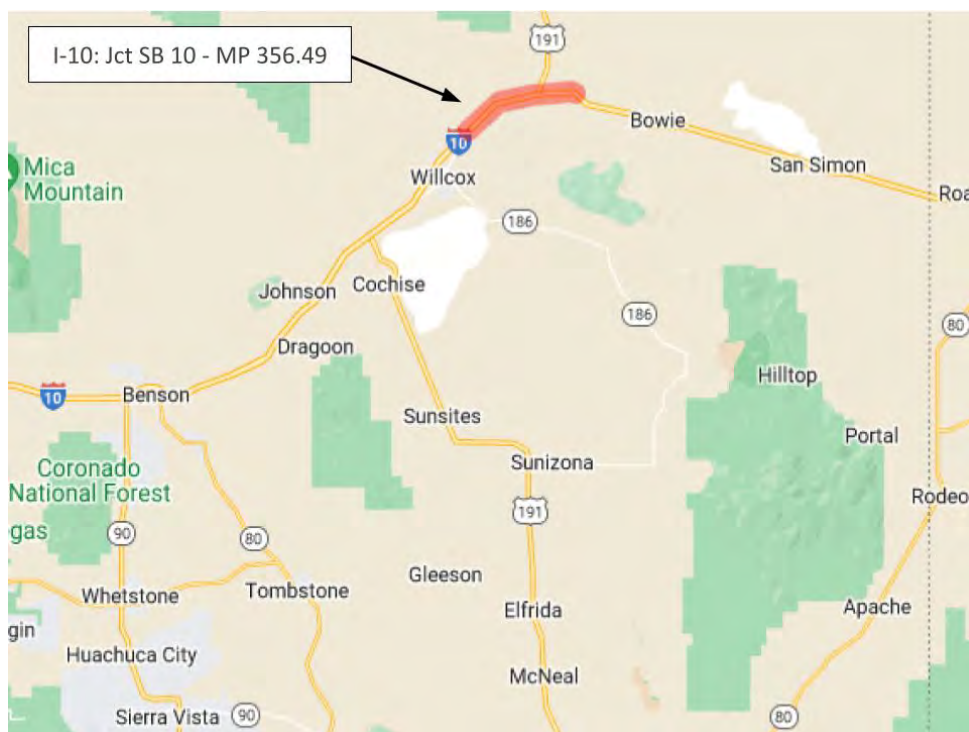 I-10: Jct SB 10 - MP 356.49
191
Bowie
10
San Simon
Mica
Mountain
Willcox
Roa
186
Johnson
Cochise
186
80
Dragoon
Hilltop
10
Benson
Sunsites
Portal
Coronado
National Forest
Sunizona
Rodeo
gas
90
80
191
Gleeson
Whetstone
Tombstone
Elfrida
Apache
gin
Huachuca City
McNeal
Sierra Vista
90
80